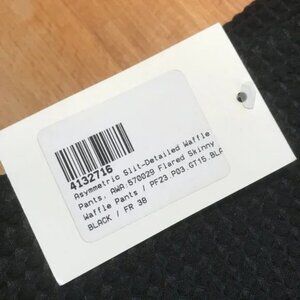 4132716
Asymmetric Slit-Detailed Waffle
Pants, AWA.570029 Flared Skinny
Waffle Pants / PF23.P03.GT15.BLA
BLACK / FR 38